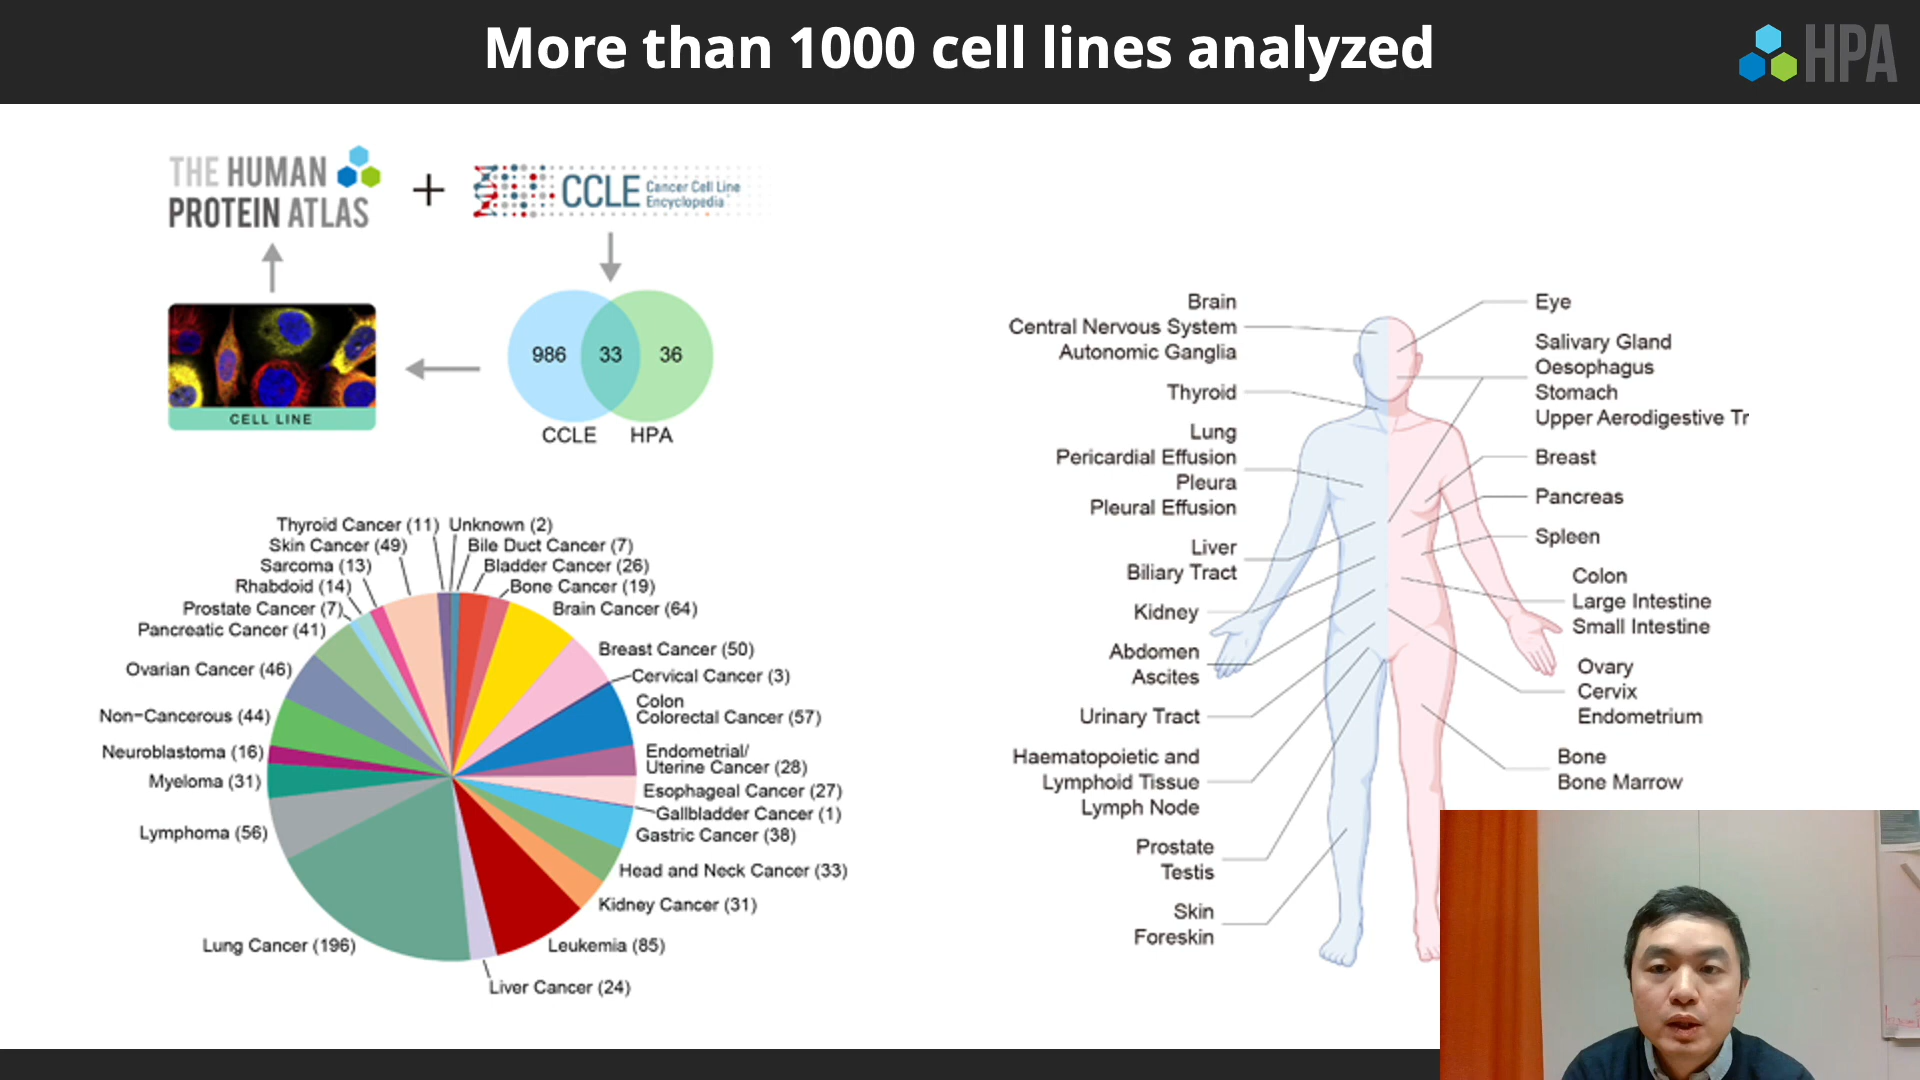 More than 1000 cell lines analyzed
HPA
THE HUMAN
PROTEIN ATLAS
+
CCLE
Cancer Cell Line
Encyclopedia
CELL LINE
986
33
36
CCLE
HPA
Thyroid Cancer (11)
Unknown (2)
Skin Cancer (49)
Bile Duct Cancer (7)
Sarcoma (13)
Bladder Cancer (26)
Rhabdoid (14)
Bone Cancer (19)
Prostate Cancer (7)
Brain Cancer (64)
Pancreatic Cancer (41)
Breast Cancer (50)
Ovarian Cancer (46)
Cervical Cancer (3)
Colon
Colorectal Cancer (57)
Non-Cancerous (44)
Neuroblastoma (16)
Endometrial/
Uterine Cancer (28)
Myeloma (31)
Esophageal Cancer (27)
Gallbladder Cancer (1)
Lymphoma (56)
Gastric Cancer (38)
Head and Neck Cancer (33)
Kidney Cancer (31)
Lung Cancer (196)
Leukemia (85)
Liver Cancer (24)
Brain
Central Nervous System
Autonomic Ganglia
Thyroid
Lung
Pericardial Effusion
Pleura
Pleural Effusion
Liver
Biliary Tract
Kidney
Abdomen
Ascites
Urinary Tract
Haematopoietic and
Lymphoid Tissue
Lymph Node
Prostate
Testis
Skin
Foreskin
Eye
Salivary Gland
Oesophagus
Stomach
Upper Aerodigestive Tr
Breast
Pancreas
Spleen
Colon
Large Intestine
Small Intestine
Ovary
Cervix
Endometrium
Bone
Bone Marrow